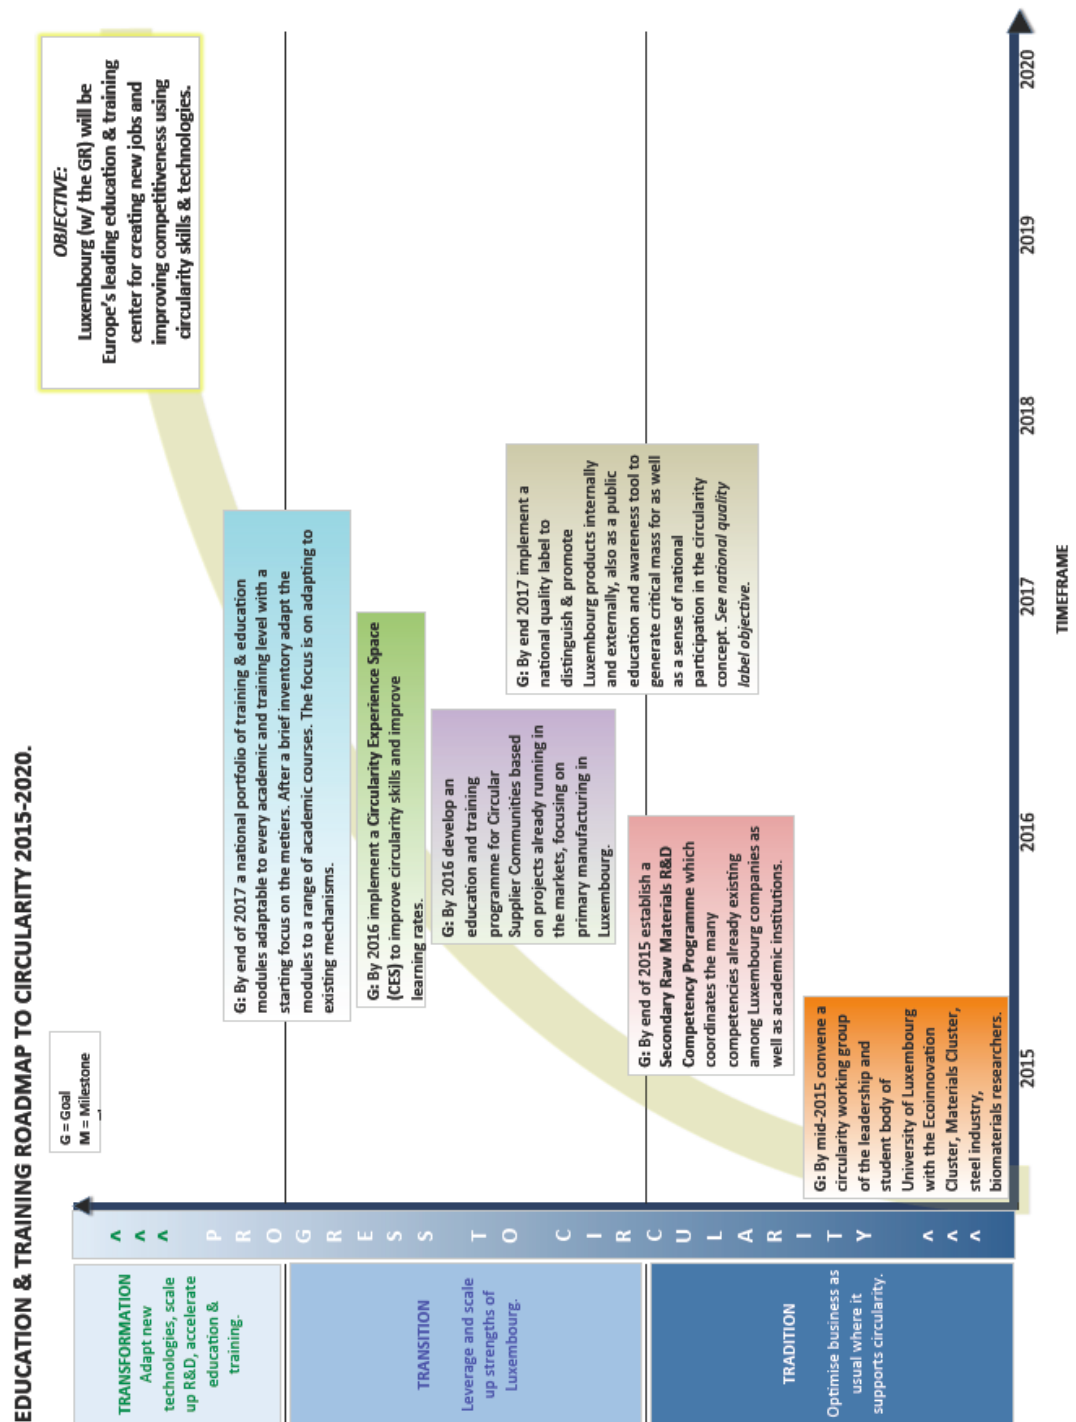 EDUCATION & TRAINING ROADMAP TO CIRCULARITY 2015-2020.
G = Goal
M = Milestone
OBJECTIVE:
Luxembourg (w/ the GR) will be
Europe's leading education & training
center for creating new jobs and
improving competitiveness using
circularity skills & technologies.
TRANSFORMATION
Adapt new
technologies, scale
up R&D, accelerate
education &
training.
TRANSITION
Leverage and scale
up strengths of
Luxembourg.
TRADITION
Optimise business as
usual where it
supports circularity.
^ ^ ^ PROGRESS TO CIRCULARITY ^ ^ ^
G: By end of 2017 a national portfolio of training & education
modules adaptable to every academic and training level with a
starting focus on the metiers. After a brief inventory adapt the
modules to a range of academic courses. The focus is on adapting to
existing mechanisms.
G: By 2016 implement a Circularity Experience Space
(CES) to improve circularity skills and improve
learning rates.
G: By 2016 develop an
education and training
programme for Circular
Supplier Communities based
on projects already running in
the markets, focusing on
primary manufacturing in
Luxembourg.
G: By end 2017 implement a
national quality label to
distinguish & promote
Luxembourg products internally
and externally, also as a public
education and awareness tool to
generate critical mass for as well
as a sense of national
participation in the circularity
concept. See national quality
label objective.
G: By end of 2015 establish a
Secondary Raw Materials R&D
Competency Programme which
coordinates the many
competencies already existing
among Luxembourg companies as
well as academic institutions.
G: By mid-2015 convene a
circularity working group
of the leadership and
student body of
University of Luxembourg
with the Ecoinnovation
Cluster, Materials Cluster,
steel industry,
biomaterials researchers.
2015 2016 2017 2018 2019 2020
TIMEFRAME